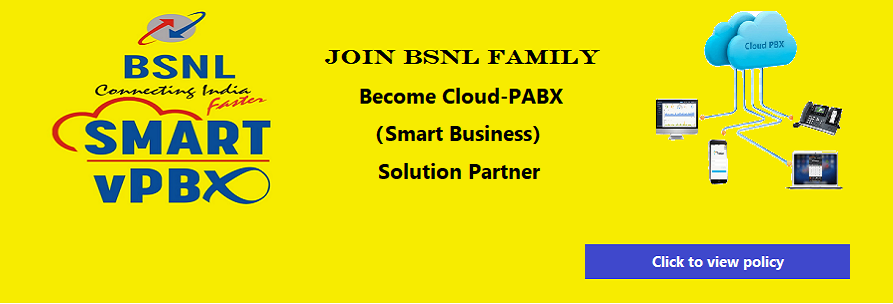 BSNL
Connecting India
Faster
SMART
vPBX
JOIN BSNL FAMILY
Become Cloud-PABX
(Smart Business)
Solution Partner
Cloud PBX
Click to view policy